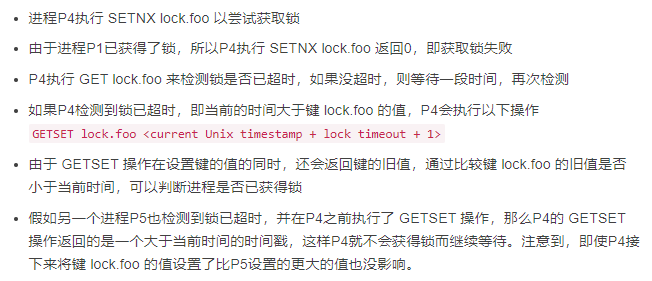 进程P4执行 SETNX lock.foo 以尝试获取锁
由于进程P1已获得了锁，所以P4执行 SETNX lock.foo 返回0，即获取锁失败
P4执行 GET lock.foo 来检测锁是否已超时，如果没超时，则等待一段时间，再次检测
如果P4检测到锁已超时，即当前的时间大于键 lock.foo 的值，P4会执行以下操作
GETSET lock.foo <current Unix timestamp + lock timeout + 1>
由于 GETSET 操作在设置键的值的同时，还会返回键的旧值，通过比较键 lock.foo 的旧值是否
小于当前时间，可以判断进程是否已获得锁
假如另一个进程P5也检测到锁已超时，并在P4之前执行了 GETSET 操作，那么P4的 GETSET
操作返回的是一个大于当前时间的时间戳，这样P4就不会获得锁而继续等待。注意到，即使P4接
下来将键 lock.foo 的值设置了比P5设置的更大的值也没影响。